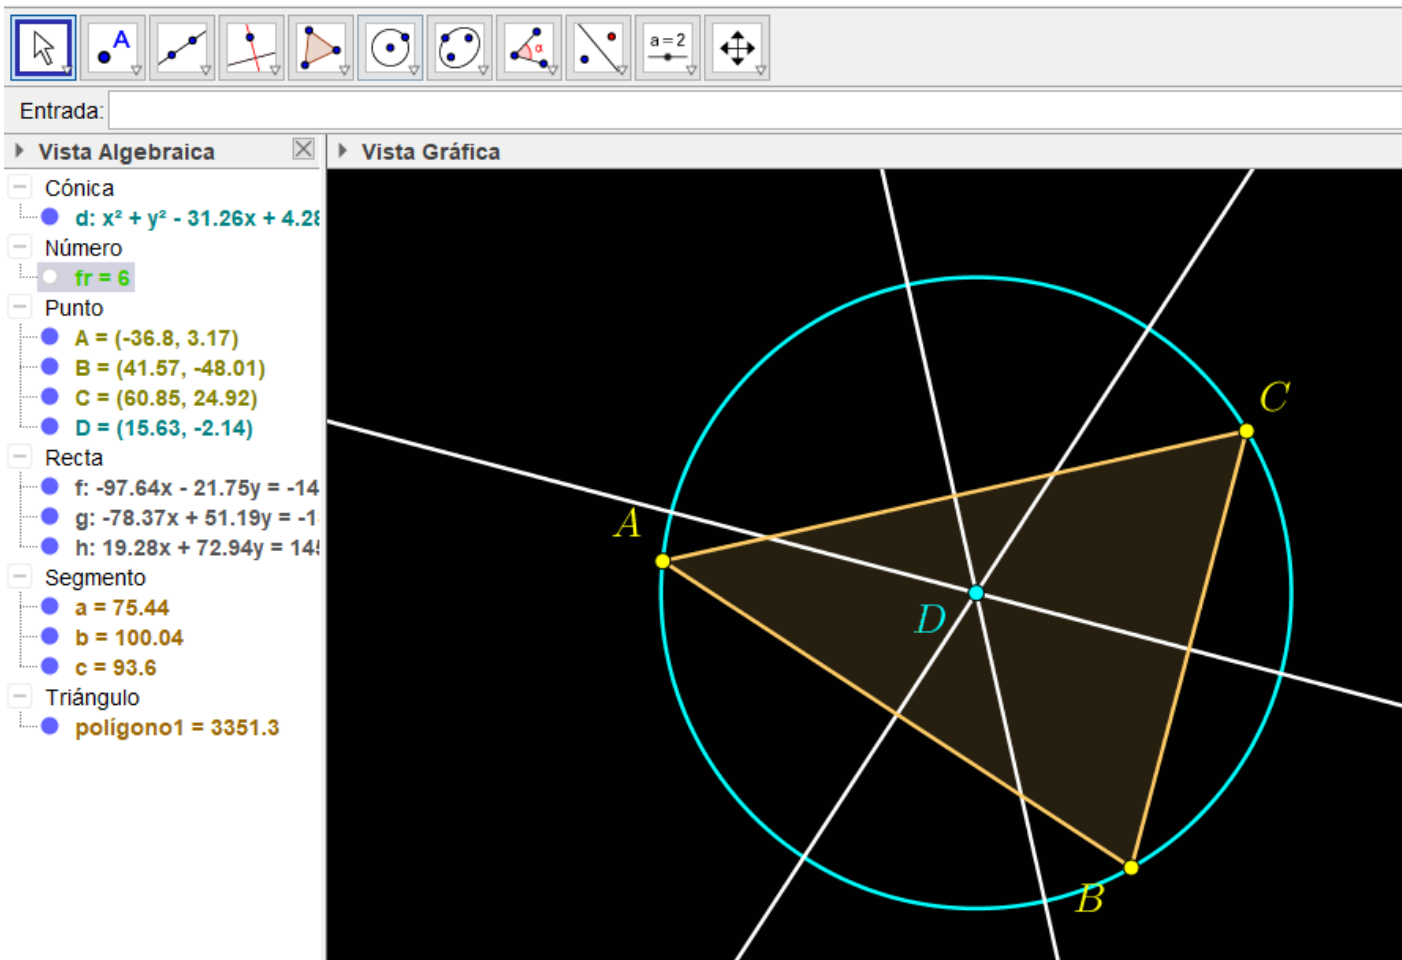 A
α
a=2
Entrada:
Vista Algebraica
Vista Gráfica
Cónica
d: x² + y² - 31.26x + 4.28
Número
fr = 6
Punto
A = (-36.8, 3.17)
B = (41.57, -48.01)
C = (60.85, 24.92)
D = (15.63, -2.14)
Recta
f: -97.64x - 21.75y = -14
g: -78.37x + 51.19y = -1
h: 19.28x + 72.94y = 145
Segmento
a = 75.44
b = 100.04
c = 93.6
Triángulo
polígono1 = 3351.3
C
A
D
B